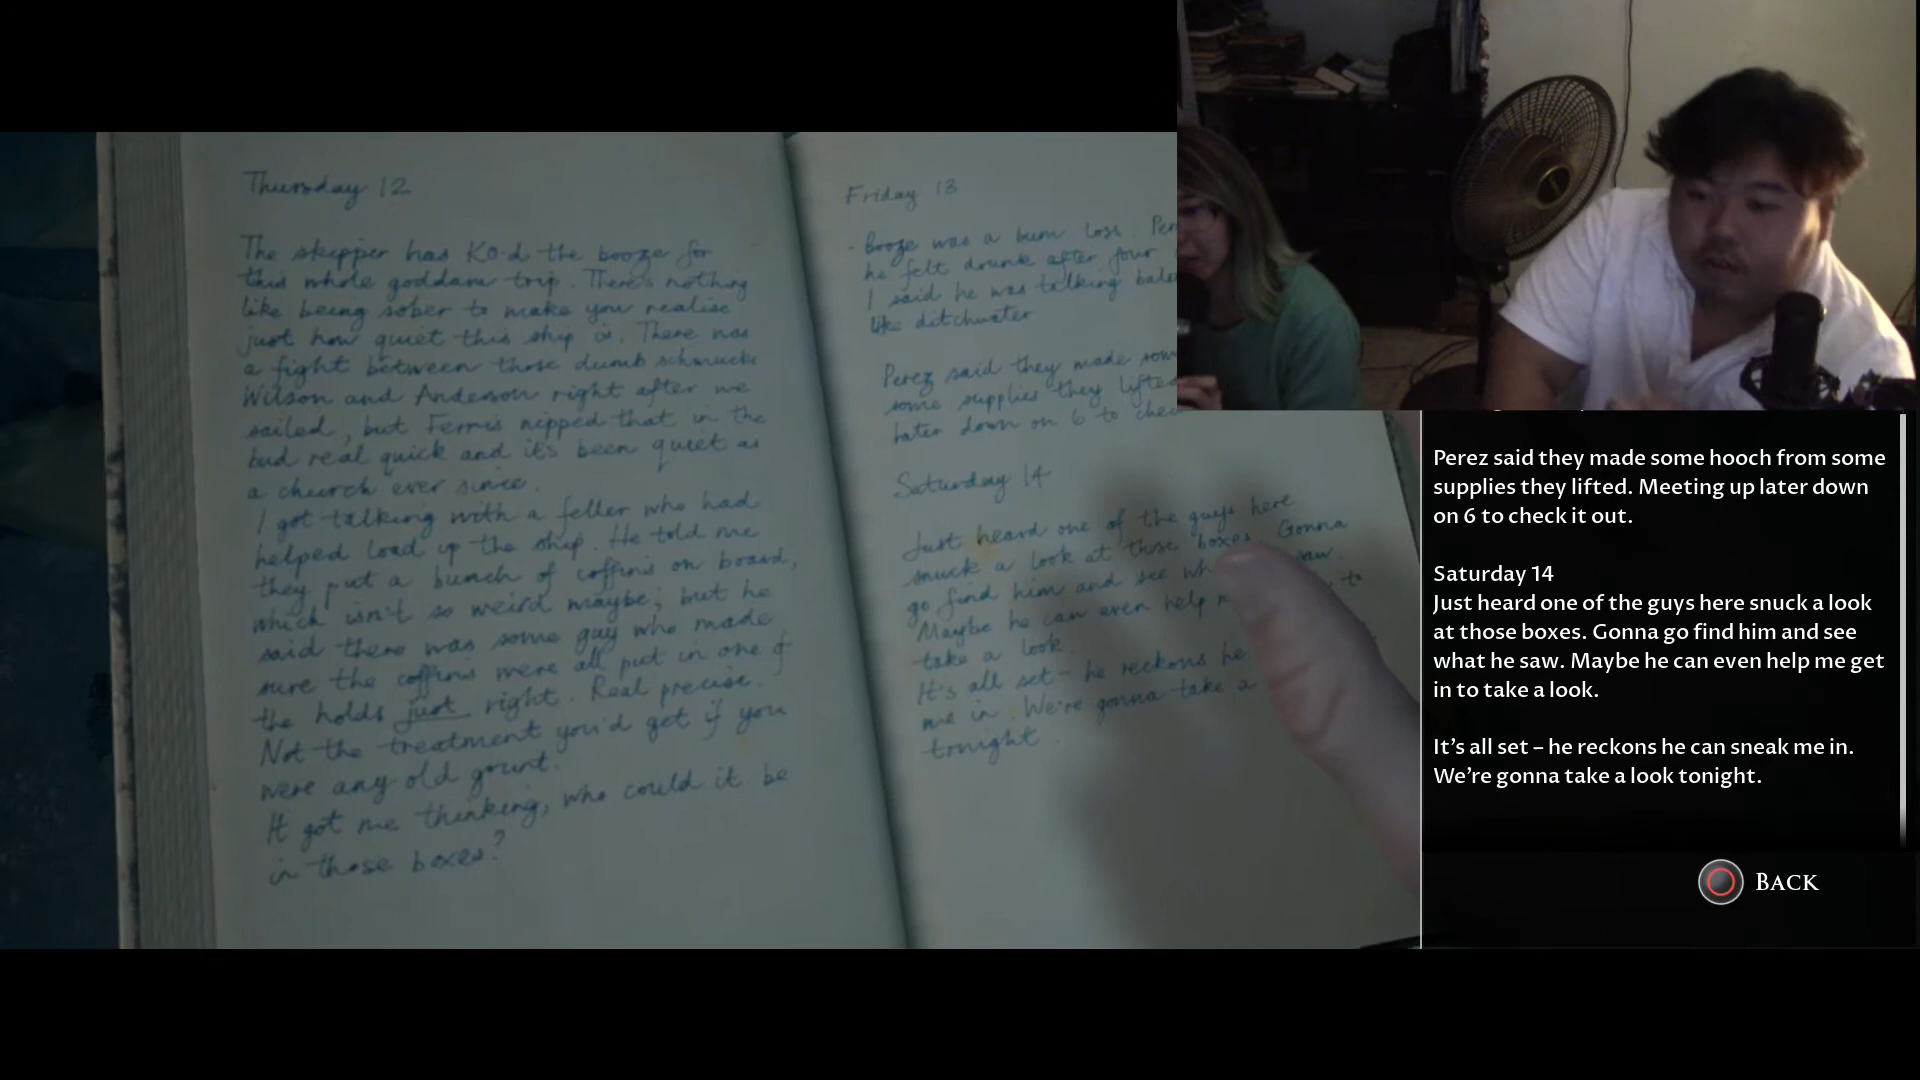 Thursday 12
The skipper has KO'd the booze for
this whole goddam trip. There's nothing
like being sober to make you realise
just how quiet this ship is. There was
a fight between those dumb schmucks
Wilson and Anderson right after we
sailed, but Ferris nipped that in the
bud real quick and it's been quiet as
a church ever since.
I got talking with a feller who had
helped load up the ship. He told me
they put a bunch of coffins on board,
which isn't so weird maybe; but he
said there was some guy who made
sure the coffins were all put in one of
the holds just right. Real precise.
Not the treatment you'd get if you
were any old grunt.
It got me thinking, who could it be
in those boxes?
Friday 13
- Booze was a bum loss.
he felt drunk after four
I said he was talking
like ditchwater
Perez said they made
some supplies they lifted
later down on 6 to
Saturday 14
Just heard one of the guys here
snuck a look at those boxes. Gonna
go find him and see saw.
Maybe he can even help to
take a look.
It's all set - he reckons he
me in. We're gonna take a
tonight.
Perez said they made some hooch from some
supplies they lifted. Meeting up later down
on 6 to check it out.
Saturday 14
Just heard one of the guys here snuck a look
at those boxes. Gonna go find him and see
what he saw. Maybe he can even help me get
in to take a look.
It's all set – he reckons he can sneak me in.
We're gonna take a look tonight.
BACK